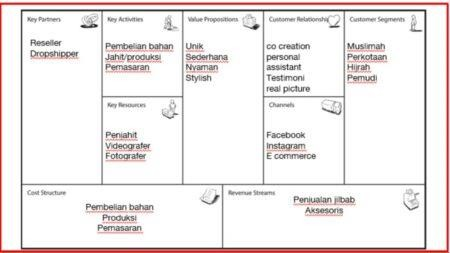 Key Partners
Reseller
Dropshipper
Key Activities
Pembelian bahan
Jahit/produksi
Pemasaran
Key Resources
Penjahit
Videografer
Fotografer
Value Propositions
Unik
Sederhana
Nyaman
Stylish
Customer Relationship
co creation
personal
assistant
Testimoni
real picture
Channels
Facebook
Instagram
E commerce
Customer Segments
Muslimah
Perkotaan
Hijrah
Pemudi
Cost Structure
Pembelian bahan
Produksi
Pemasaran
Revenue Streams
Penjualan jilbab
Aksesoris